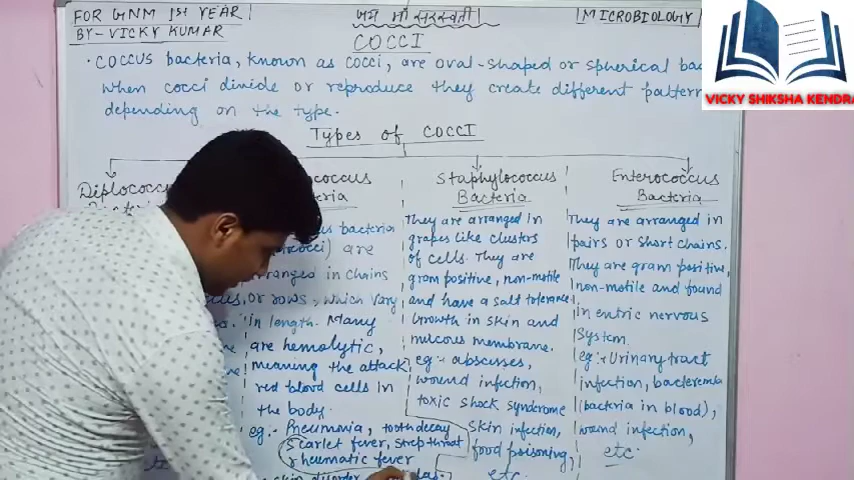 FOR GNM 1ST YEAR
BY- VICKY KUMAR
जय माँ सरस्वती
MICROBIOLOGY
VICKY SHIKSHA KENDRA
COCCI
• COCCUS bacteria, known as cocci, are oval-shaped or spherical
when cocci divide or reproduce they create different
depending on the type.
Types of COCCI
are
arranged in chains
or rows, which vary
in length. Many
are hemolytic,
meaning the attack
red blood cells in
the body.
eg:- Pneumonia, toothdecay
Scarlet fever, strep throat
rheumatic fever
skin disorder
Staphylococcus
Bacteria
They are arranged in
grapes like clusters
of cells. They are
gram positive, non-motile
and have a salt tolerance
Growth in skin and
mucous membrane.
eg:- abscusses,
wound infection,
toxic shock syndrome
skin infection,
food poisoning,
etc.
Enterococcus
Bacteria
They are arranged in
pairs or short chains.
They are gram positive,
non-motile and found
in entric nervous
System.
eg:- Urinary tract
infection, bacteremia
(bacteria in blood),
wound infection,
etc.